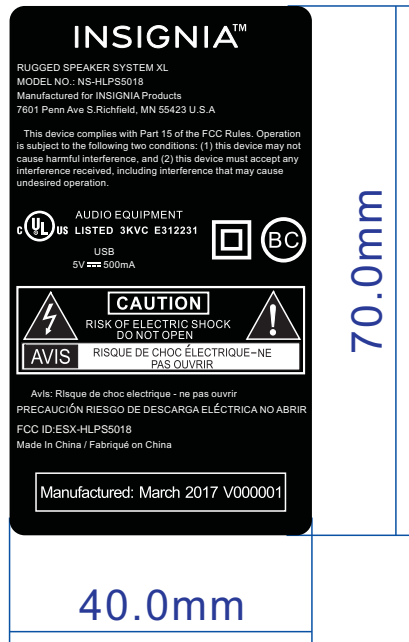 INSIGNIA™
RUGGED SPEAKER SYSTEM XL
MODEL NO.: NS-HLPS5018
Manufactured for INSIGNIA Products
7601 Penn Ave S.Richfield, MN 55423 U.S.A
This device complies with Part 15 of the FCC Rules. Operation
is subject to the following two conditions: (1) this device may not
cause harmful interference, and (2) this device must accept any
interference received, including interference that may cause
undesired operation.
AUDIO EQUIPMENT
c UL US LISTED 3KVC E312231
BC
USB
5V ⎓ 500mA
CAUTION
RISK OF ELECTRIC SHOCK
DO NOT OPEN
AVIS
RISQUE DE CHOC ÉLECTRIQUE–NE
PAS OUVRIR
AvIs: RIsque de choc electrique - ne pas ouvrir
PRECAUCIÓN RIESGO DE DESCARGA ELÉCTRICA NO ABRIR
FCC ID:ESX-HLPS5018
Made In China / Fabriqué on China
Manufactured: March 2017 V000001
70.0mm
40.0mm